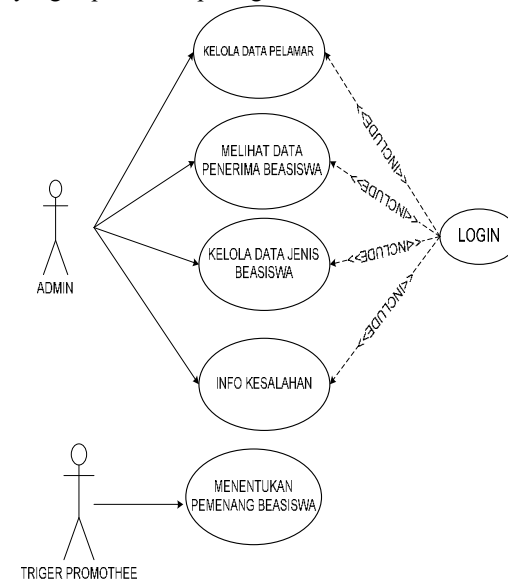 KELOLA DATA PELAMAR
MELIHAT DATA
PENERIMA BEASISWA
KELOLA DATA JENIS
BEASISWA
INFO KESALAHAN
<<INCLUDE>>
<<INCLUDE>>
<<INCLUDE>>
<<INCLUDE>>
LOGIN
ADMIN
MENENTUKAN
PEMENANG BEASISWA
TRIGER PROMOTHEE